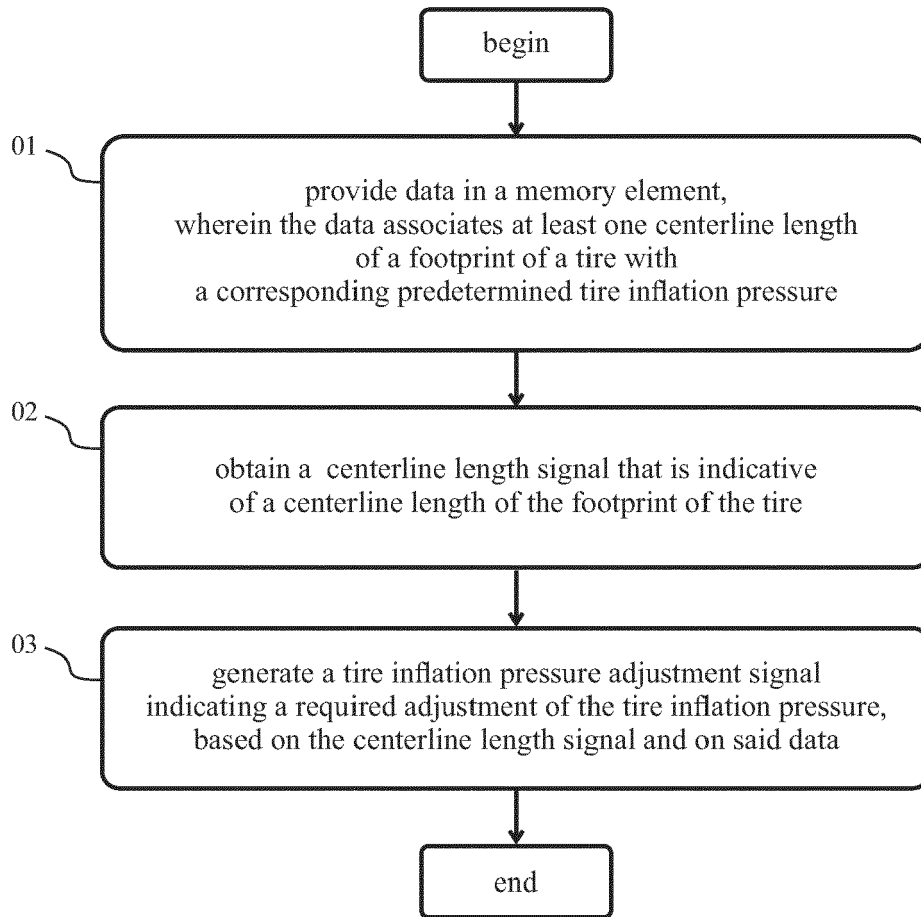 begin
01
provide data in a memory element,
wherein the data associates at least one centerline length
of a footprint of a tire with
a corresponding predetermined tire inflation pressure
02
obtain a centerline length signal that is indicative
of a centerline length of the footprint of the tire
03
generate a tire inflation pressure adjustment signal
indicating a required adjustment of the tire inflation pressure,
based on the centerline length signal and on said data
end